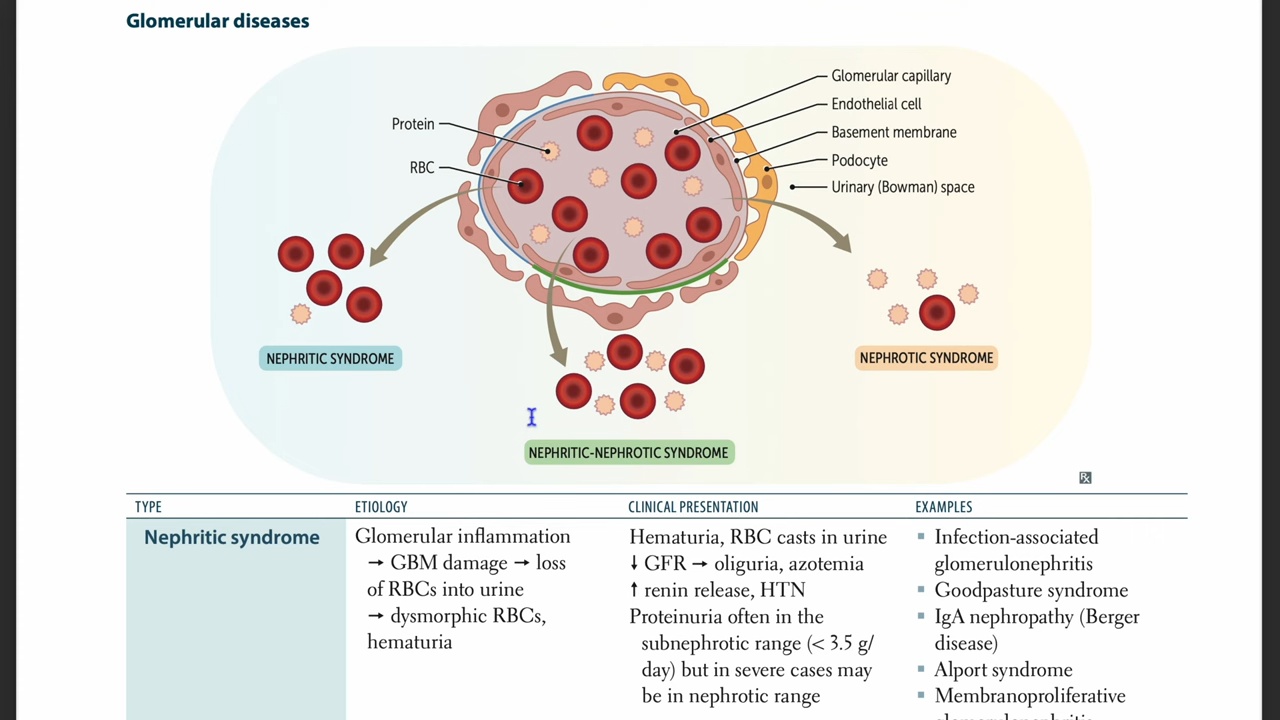 Glomerular diseases
Glomerular capillary
Endothelial cell
Basement membrane
Podocyte
Urinary (Bowman) space
Protein
RBC
NEPHRITIC SYNDROME
NEPHROTIC SYNDROME
NEPHRITIC-NEPHROTIC SYNDROME
Rx
TYPE
ETIOLOGY
CLINICAL PRESENTATION
EXAMPLES
Nephritic syndrome
Glomerular inflammation
→ GBM damage → loss
of RBCs into urine
→ dysmorphic RBCs,
hematuria
Hematuria, RBC casts in urine
↓ GFR → oliguria, azotemia
↑ renin release, HTN
Proteinuria often in the
subnephrotic range (< 3.5 g/
day) but in severe cases may
be in nephrotic range
▪ Infection-associated
glomerulonephritis
▪ Goodpasture syndrome
▪ IgA nephropathy (Berger
disease)
▪ Alport syndrome
▪ Membranoproliferative